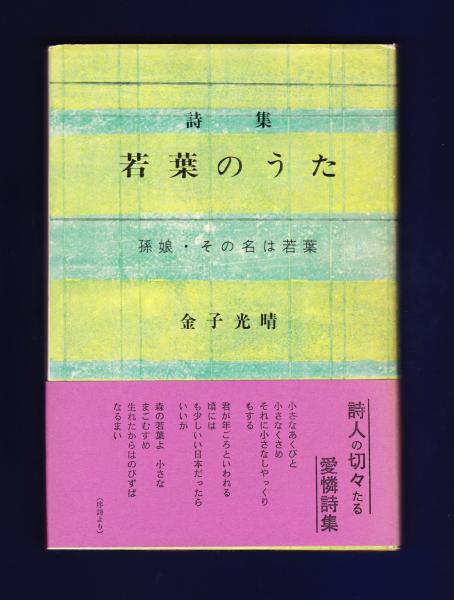 詩集
若葉のうた
孫娘・その名は若葉
金子光晴
詩人の切々たる
愛憐詩集
小さなあくびと
小さなくさめ
それに小さなしゃっくり
もする
君が年ごろといわれる
頃には
も少しいい日本だったら
いいが
森の若葉よ　小さな
まごむすめ
生れたからはのびずば
なるまい
（序詩より）